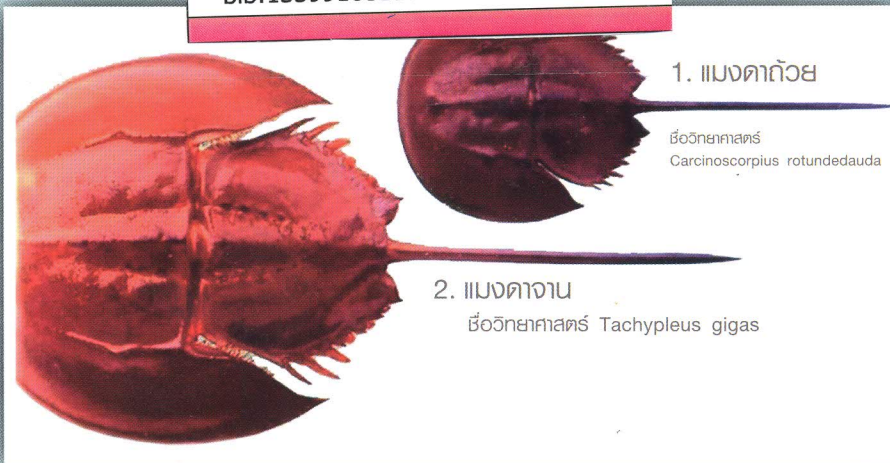 1. แมงดาถ้วย
ชื่อวิทยาศาสตร์
Carcinoscorpius rotundedauda
2. แมงดาจาน
ชื่อวิทยาศาสตร์ Tachypleus gigas